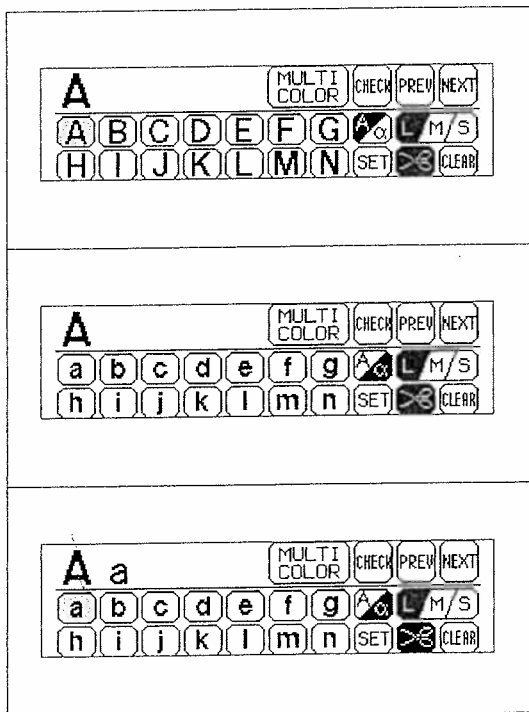 A MULTI COLOR CHECK PREV NEXT
A B C D E F G A α L M/S
H I J K L M N SET CLEAR
A MULTI COLOR CHECK PREV NEXT
a b c d e f g A α L M/S
h i j k l m n SET CLEAR
A a MULTI COLOR CHECK PREV NEXT
a b c d e f g A α L M/S
h i j k l m n SET CLEAR